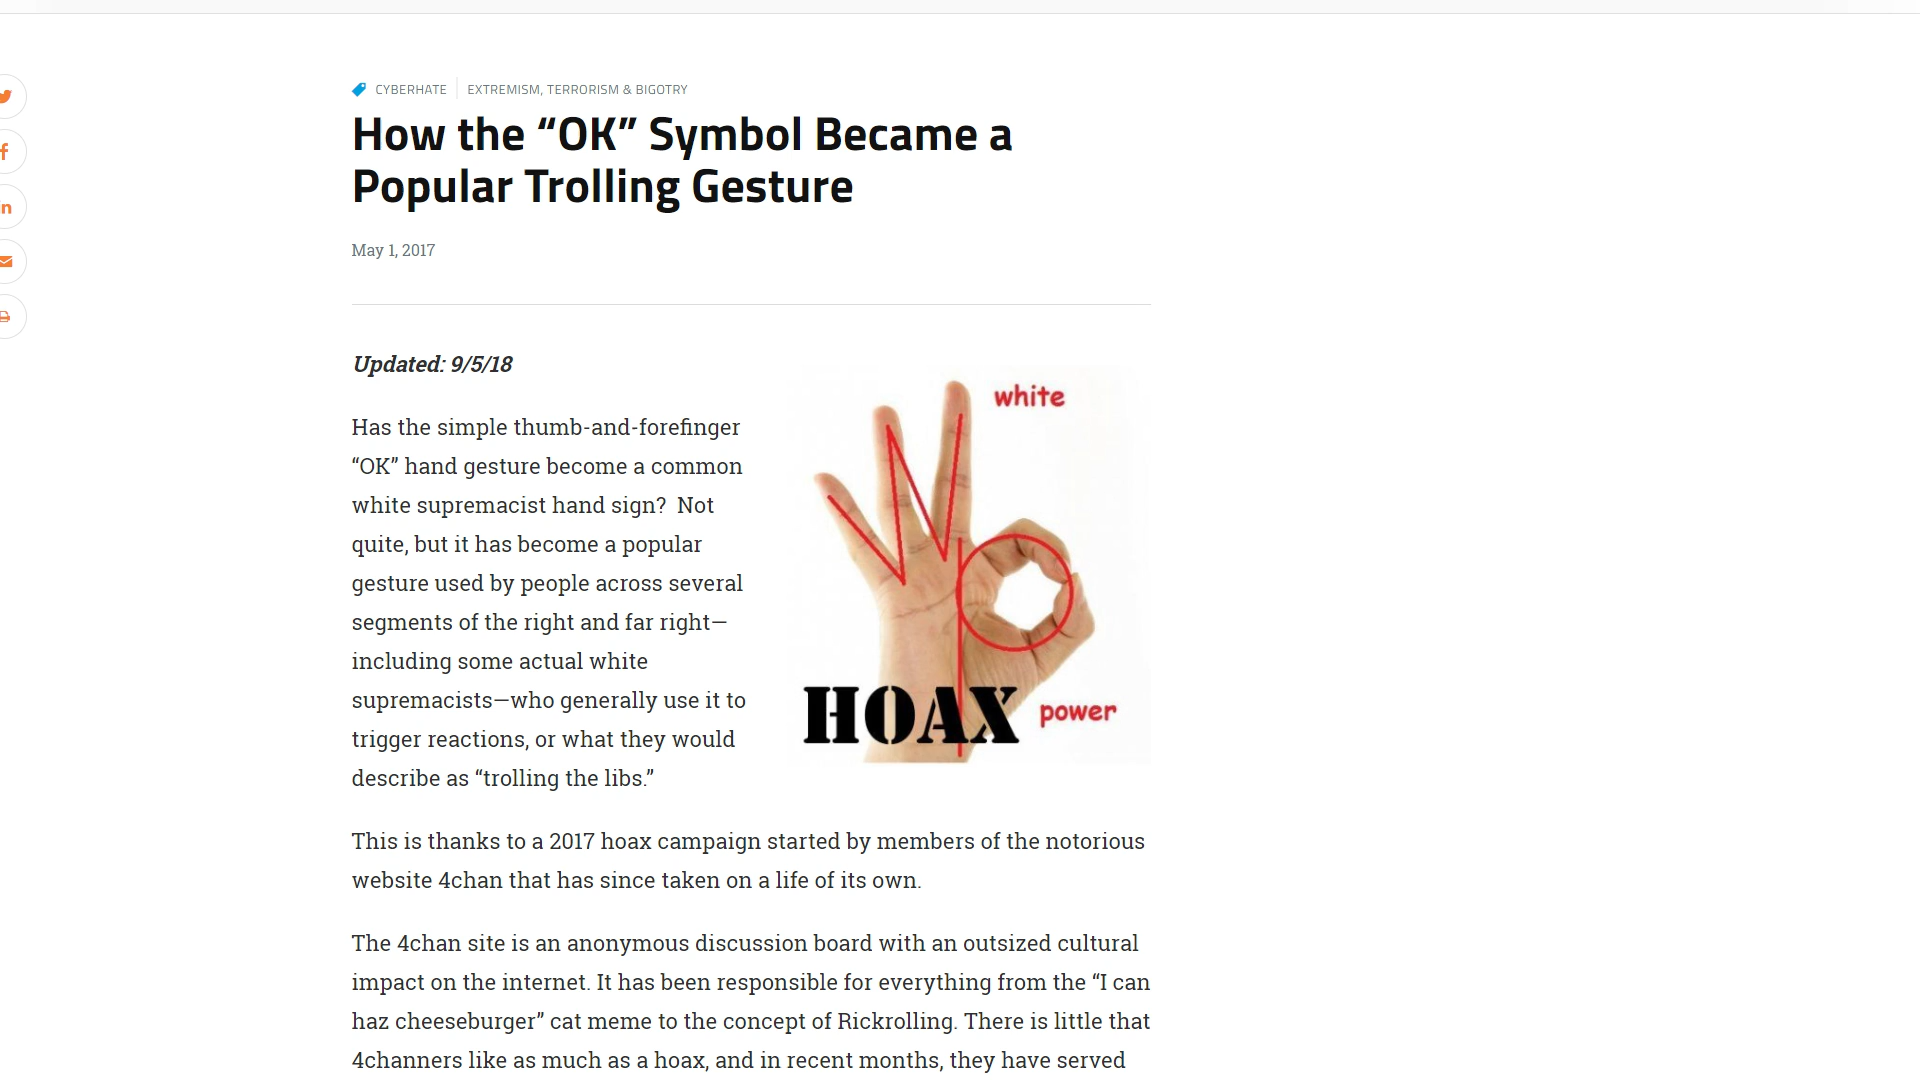 CYBERHATE
EXTREMISM, TERRORISM & BIGOTRY
How the “OK” Symbol Became a
Popular Trolling Gesture
May 1, 2017
Updated: 9/5/18
Has the simple thumb-and-forefinger
“OK” hand gesture become a common
white supremacist hand sign?  Not
quite, but it has become a popular
gesture used by people across several
segments of the right and far right—
including some actual white
supremacists—who generally use it to
trigger reactions, or what they would
describe as “trolling the libs.”
white
HOAX
power
This is thanks to a 2017 hoax campaign started by members of the notorious
website 4chan that has since taken on a life of its own.
The 4chan site is an anonymous discussion board with an outsized cultural
impact on the internet. It has been responsible for everything from the “I can
haz cheeseburger” cat meme to the concept of Rickrolling. There is little that
4channers like as much as a hoax, and in recent months, they have served